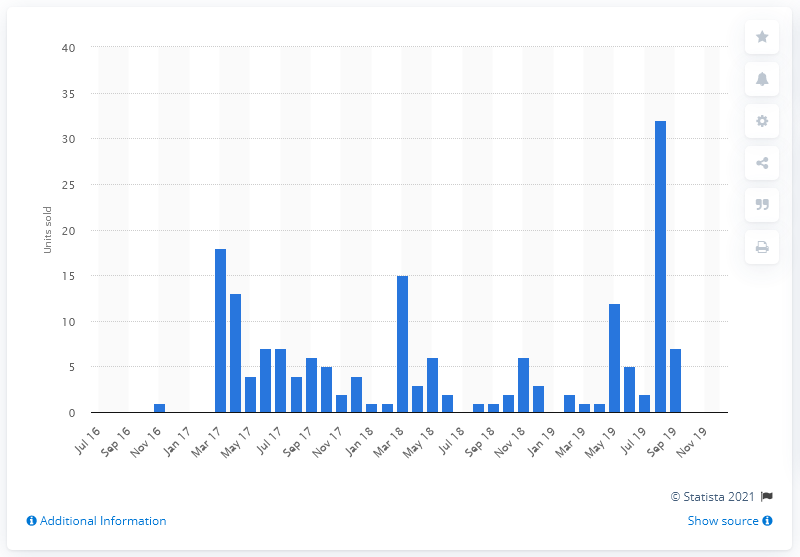 40
35
30
25
20
15
10
5
0
Units sold
Jul 16
Sep 16
Nov 16
Jan 17
Mar 17
May 17
Jul 17
Sep 17
Nov 17
Jan 18
Mar 18
May 18
Jul 18
Sep 18
Nov 18
Jan 19
Mar 19
May 19
Jul 19
Sep 19
Nov 19
© Statista 2021
Additional Information
Show source